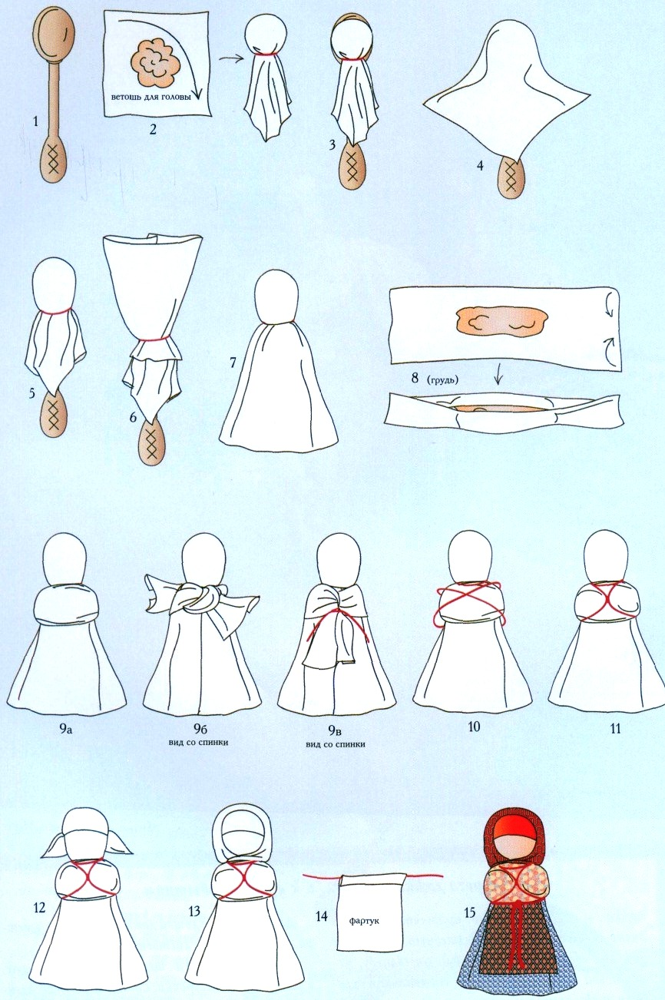 1
ветошь для головы
2
3
4
5
6
7
8 (грудь)
9а
9б
вид со спинки
9в
вид со спинки
10
11
12
13
14
фартук
15